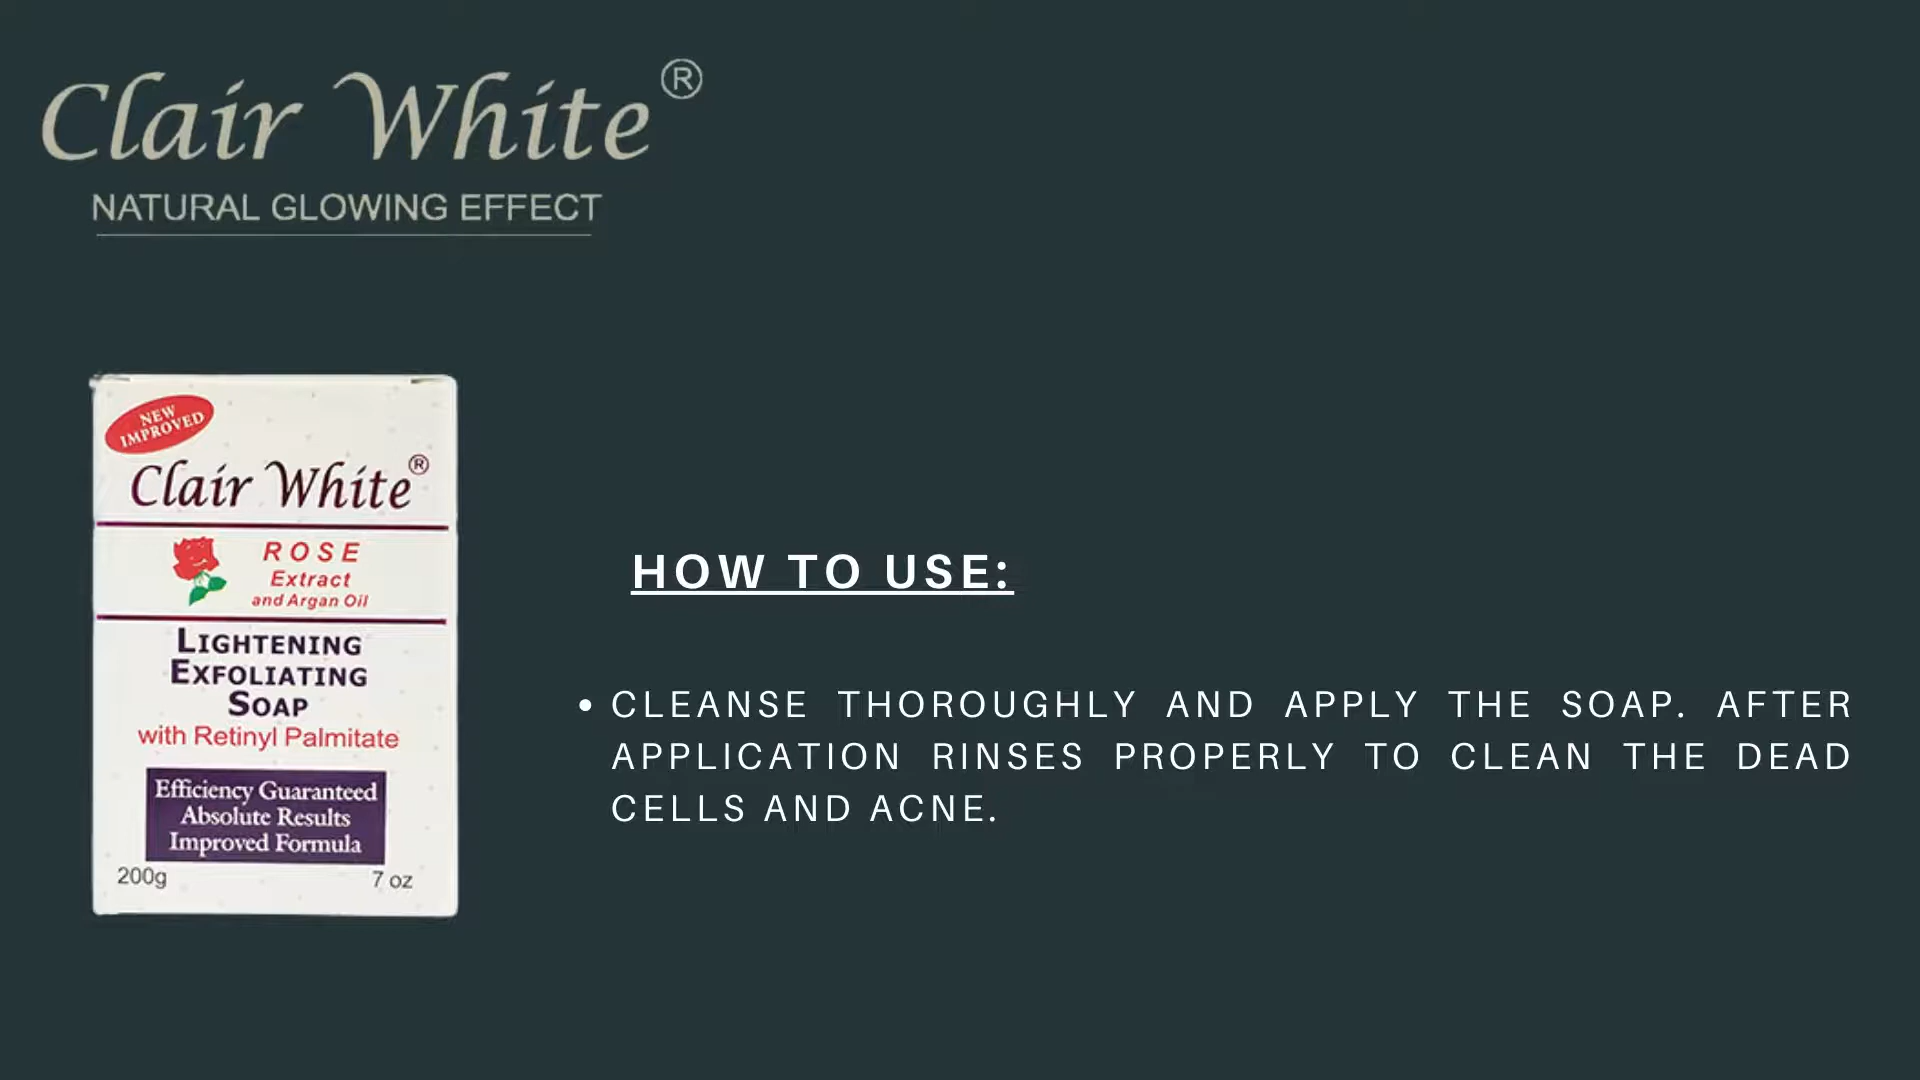 Clair White®
NATURAL GLOWING EFFECT
NEW
IMPROVED
Clair White®
ROSE
Extract
and Argan Oil
LIGHTENING
EXFOLIATING
SOAP
with Retinyl Palmitate
Efficiency Guaranteed
Absolute Results
Improved Formula
200g 7 oz
HOW TO USE:
• CLEANSE THOROUGHLY AND APPLY THE SOAP. AFTER
APPLICATION RINSES PROPERLY TO CLEAN THE DEAD
CELLS AND ACNE.